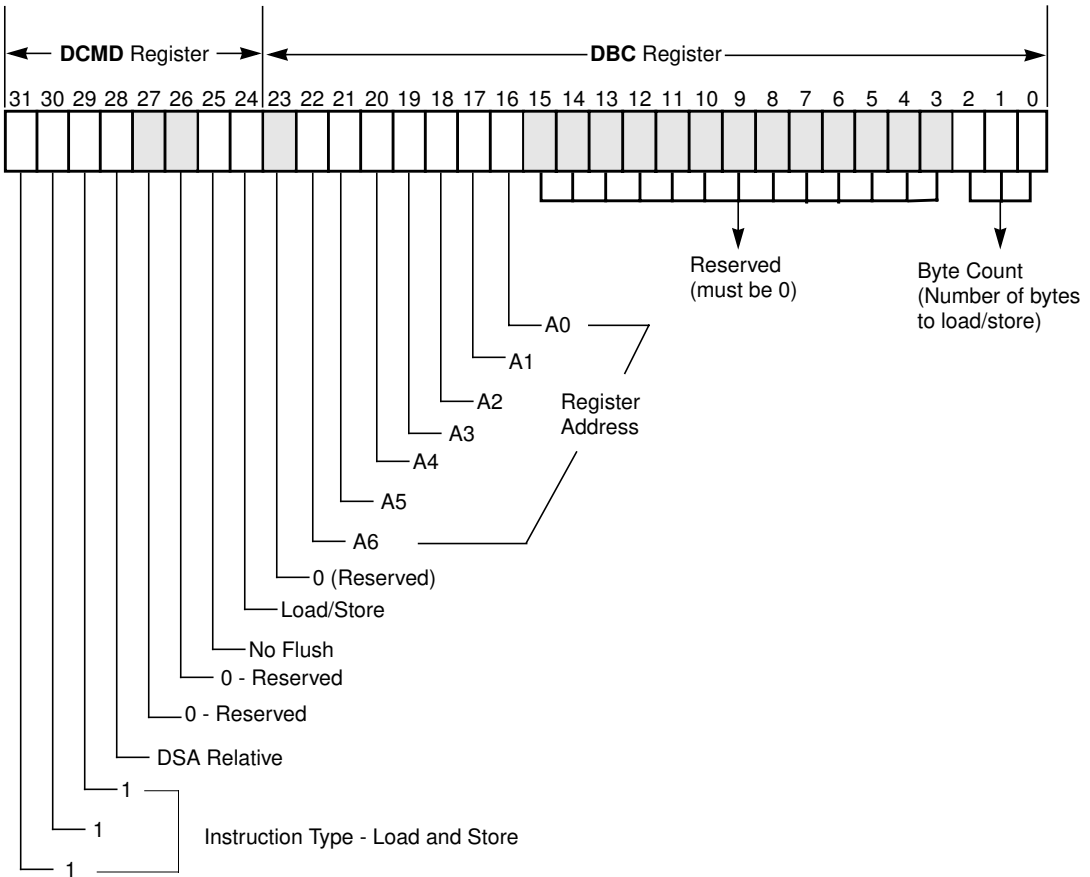 DCMD Register
DBC Register
31 30 29 28 27 26 25 24 23 22 21 20 19 18 17 16 15 14 13 12 11 10 9 8 7 6 5 4 3 2 1 0
Reserved
(must be 0)
Byte Count
(Number of bytes
to load/store)
A0
A1
A2
A3
A4
A5
A6
Register
Address
0 (Reserved)
Load/Store
No Flush
0 - Reserved
0 - Reserved
DSA Relative
1
1
1
Instruction Type - Load and Store